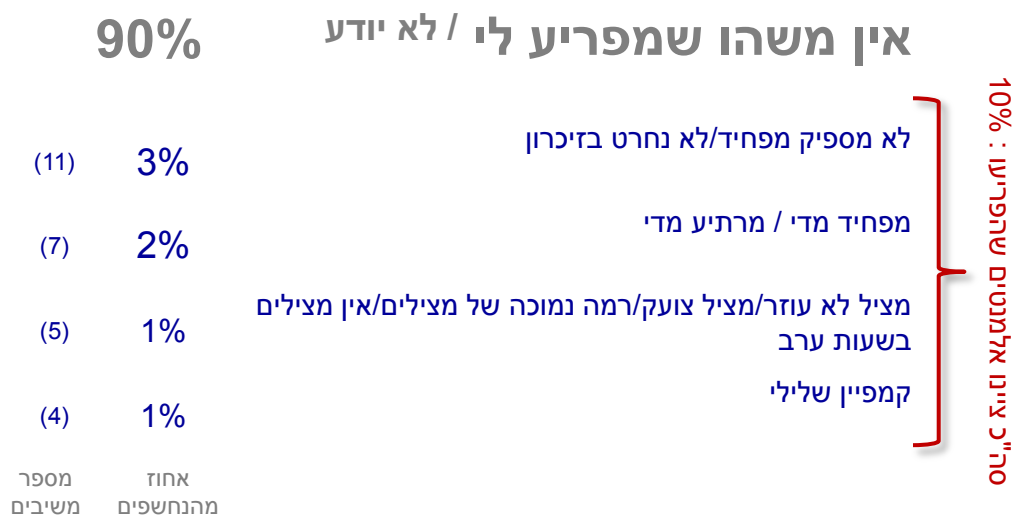 אין משהו שמפריע לי / לא יודע 90%
לא מספיק מפחיד/לא נחרט בזיכרון 3% (11)
מפחיד מדי / מרתיע מדי 2% (7)
מציל לא עוזר/מציל צועק/רמה נמוכה של מצילים/אין מצילים
בשעות ערב 1% (5)
קמפיין שלילי 1% (4)
אחוז מספר
מהנחשפים משיבים
סה"כ ציינו אלמנטים שהפריעו : 10%